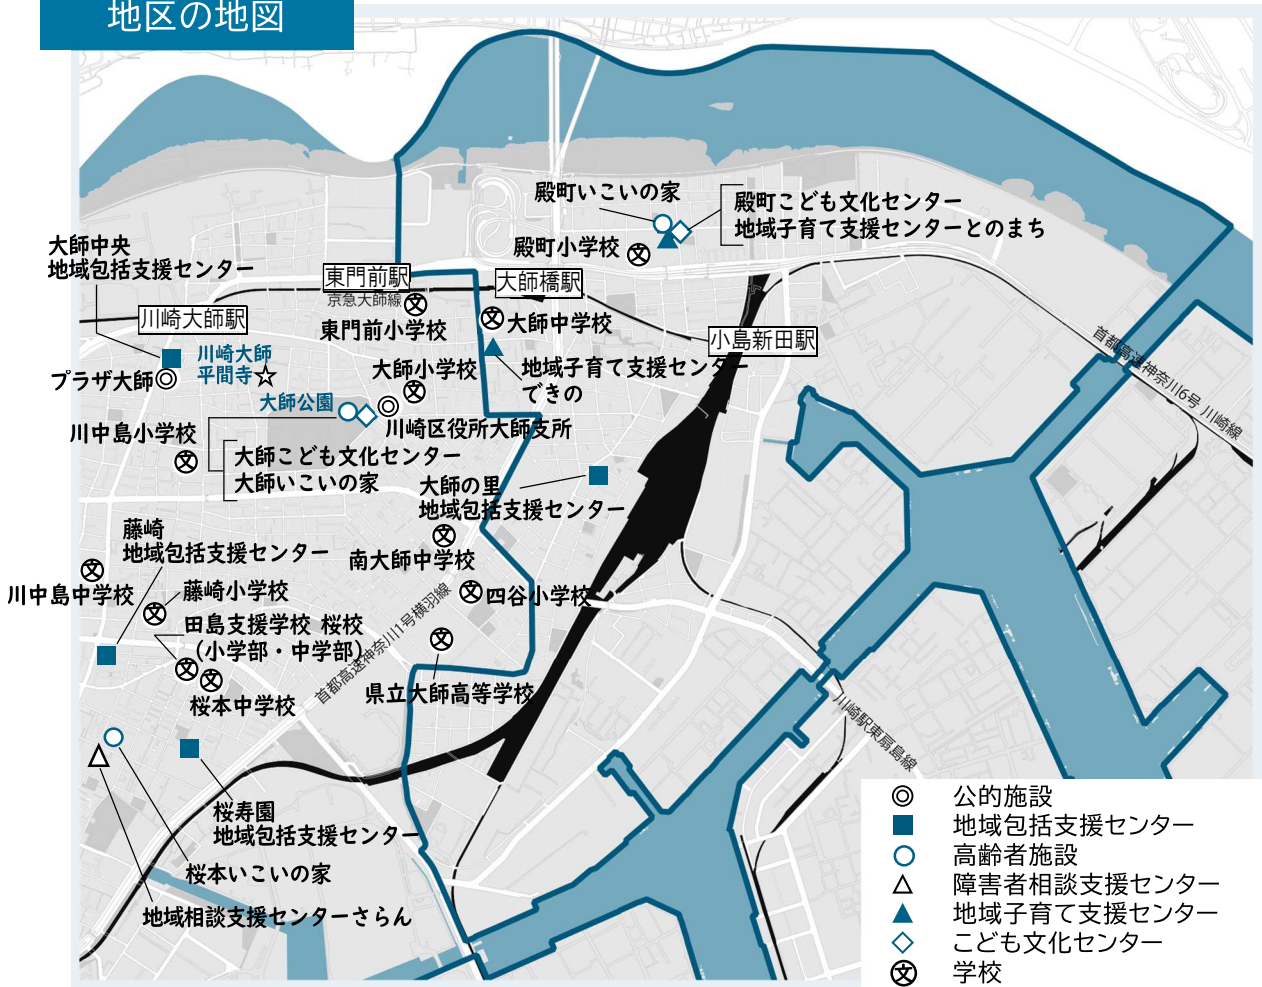 地区の地図
殿町いこいの家
殿町こども文化センター
地域子育て支援センターとのまち
殿町小学校
大師中央
地域包括支援センター
東門前駅
大師橋駅
京急大師線
川崎大師駅
東門前小学校
大師中学校
小島新田駅
首都高速神奈川6号 川崎線
川崎大師
平間寺
プラザ大師
大師小学校
地域子育て支援センター
できの
大師公園
川崎区役所大師支所
川中島小学校
大師こども文化センター
大師いこいの家
大師の里
地域包括支援センター
藤崎
地域包括支援センター
南大師中学校
川中島中学校
藤崎小学校
四谷小学校
首都高速神奈川1号横羽線
田島支援学校 桜校
（小学部・中学部）
桜本中学校
県立大師高等学校
川崎駅東扇島線
桜寿園
地域包括支援センター
桜本いこいの家
地域相談支援センターさらん
公的施設
地域包括支援センター
高齢者施設
障害者相談支援センター
地域子育て支援センター
こども文化センター
文 学校